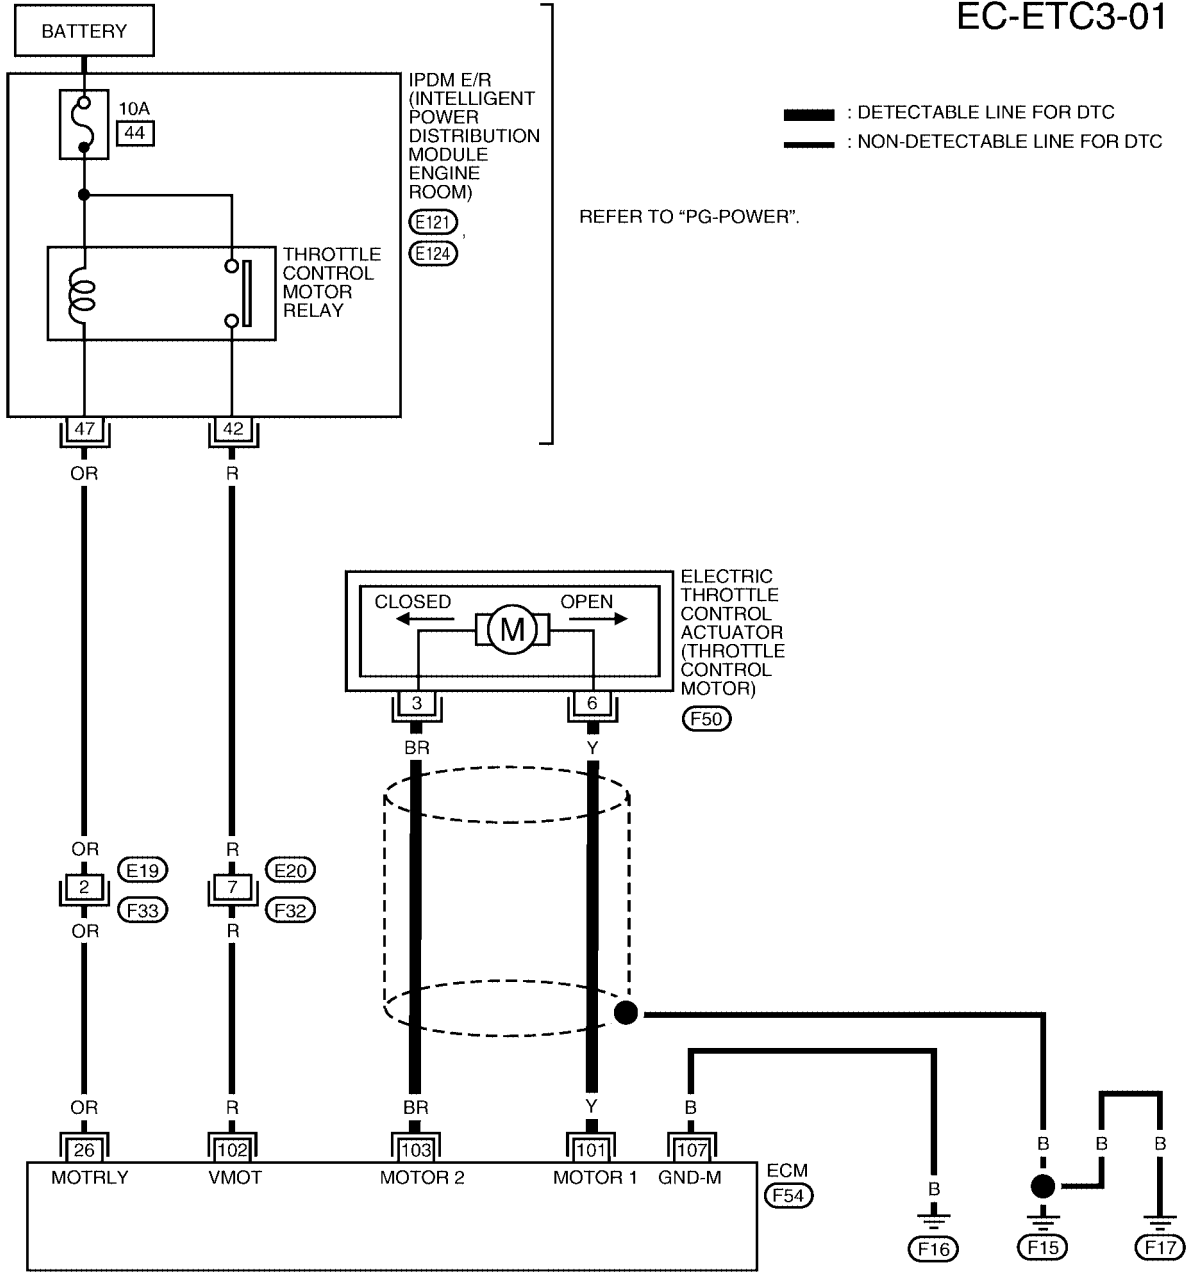 EC-ETC3-01
BATTERY
10A
44
IPDM E/R
(INTELLIGENT
POWER
DISTRIBUTION
MODULE
ENGINE
ROOM)
E121 ,
E124
: DETECTABLE LINE FOR DTC
: NON-DETECTABLE LINE FOR DTC
REFER TO “PG-POWER”.
THROTTLE
CONTROL
MOTOR
RELAY
47
42
OR
R
CLOSED
OPEN
M
ELECTRIC
THROTTLE
CONTROL
ACTUATOR
(THROTTLE
CONTROL
MOTOR)
F50
3
6
BR
Y
OR
R
2
E19
F33
7
E20
F32
OR
R
OR
R
BR
Y
B
26
102
103
101
107
MOTRLY
VMOT
MOTOR 2
MOTOR 1
GND-M
ECM
F54
B
B
B
B
F16
F15
F17